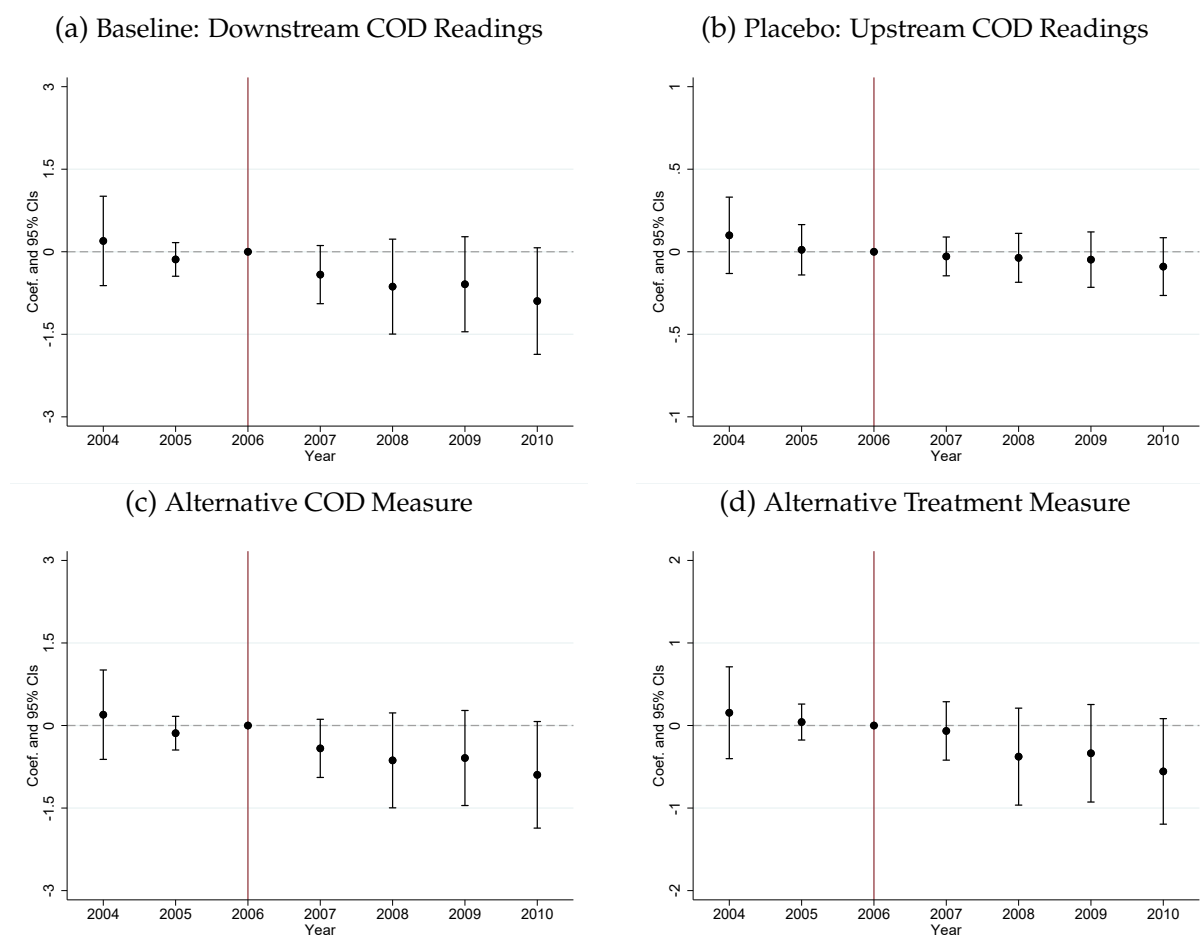 (a) Baseline: Downstream COD Readings
3
1.5
0
-1.5
-3
Coef. and 95% CIs
2004 2005 2006 2007 2008 2009 2010
Year
(b) Placebo: Upstream COD Readings
1
.5
0
-.5
-1
Coef. and 95% CIs
2004 2005 2006 2007 2008 2009 2010
Year
(c) Alternative COD Measure
3
1.5
0
-1.5
-3
Coef. and 95% CIs
2004 2005 2006 2007 2008 2009 2010
Year
(d) Alternative Treatment Measure
2
1
0
-1
-2
Coef. and 95% CIs
2004 2005 2006 2007 2008 2009 2010
Year